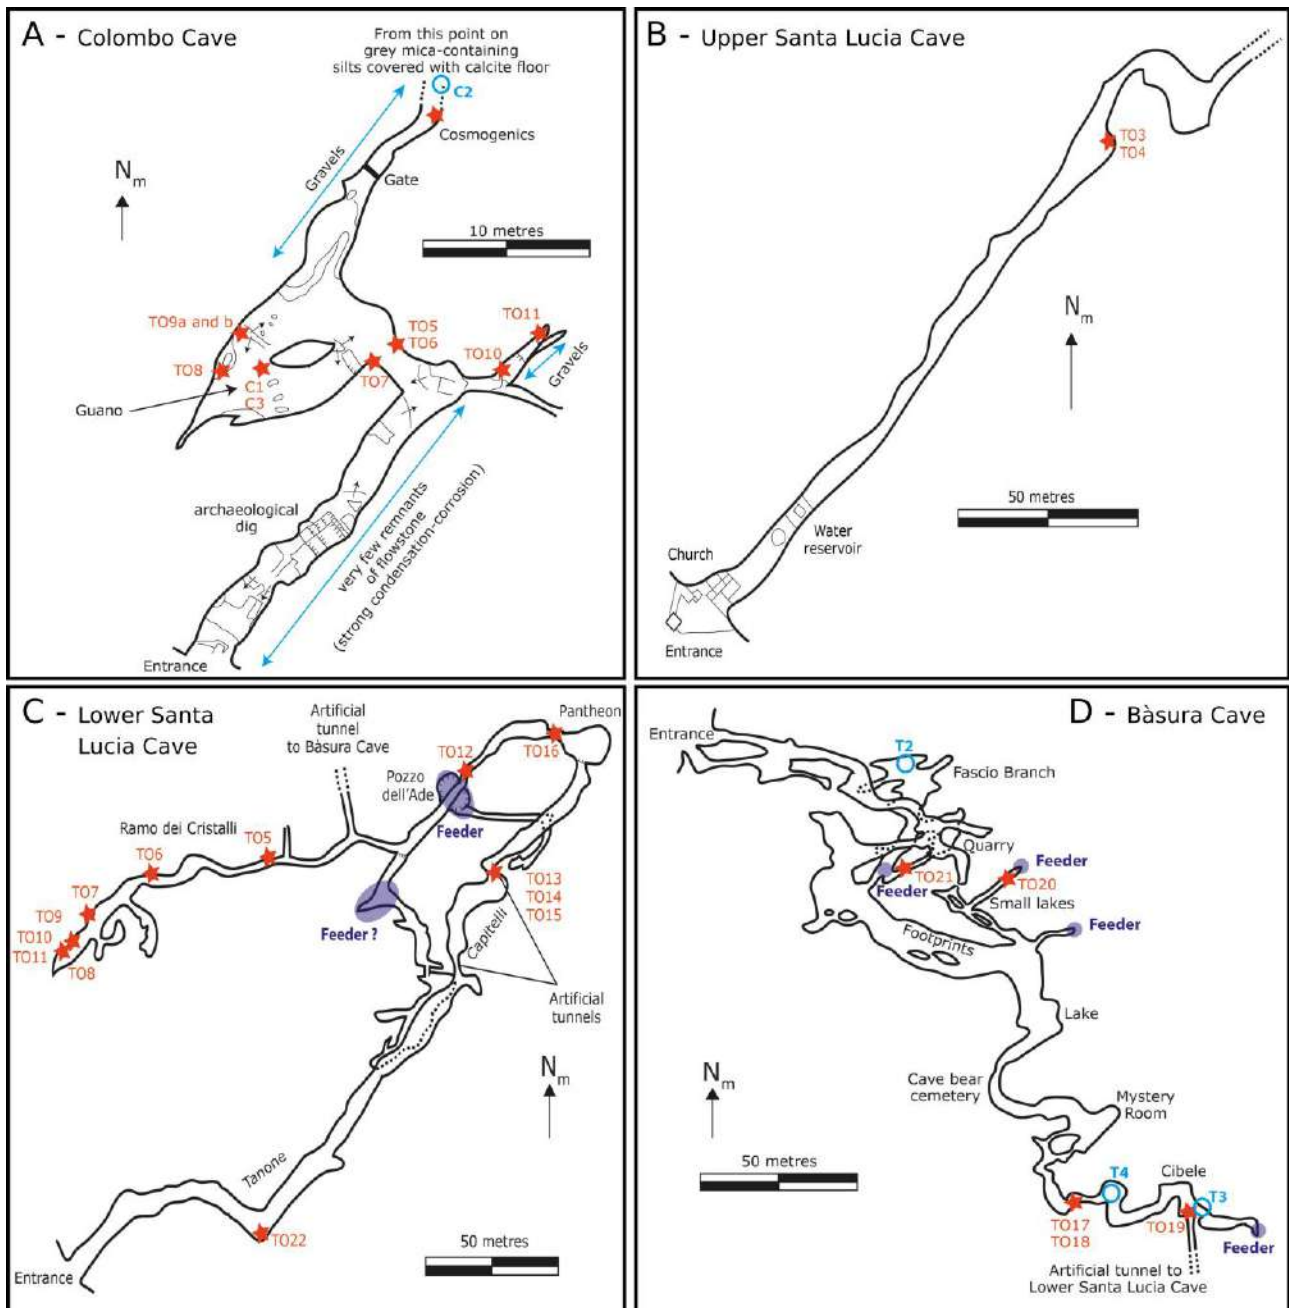 A - Colombo Cave
From this point on
grey mica-containing
silts covered with calcite floor
C2
Cosmogenics
Gravels
Gate
Nm
10 metres
TO9a and b
TO5
TO6
TO11
TO8
TO7
TO10
Gravels
C1
C3
Guano
archaeological
dig
very few remnants
of flowstone
(strong condensation-corrosion)
Entrance
B - Upper Santa Lucia Cave
TO3
TO4
Nm
50 metres
Water
reservoir
Church
Entrance
C - Lower Santa
Lucia Cave
Artificial
tunnel
to Bàsura Cave
Pantheon
TO12
TO16
Pozzo
dell'Ade
Feeder
Ramo dei Cristalli
TO5
TO6
TO7
TO9
TO10
TO11
TO8
TO13
TO14
TO15
Feeder ?
Capitelli
Artificial
tunnels
Nm
Tanone
TO22
50 metres
Entrance
D - Bàsura Cave
Entrance
T2
Fascio Branch
Quarry
Feeder
TO21
Feeder
TO20
Small lakes
Feeder
Footprints
Lake
Nm
Cave bear
cemetery
Mystery
Room
50 metres
T4
Cibele
T3
TO17
TO18
TO19
Feeder
Artificial tunnel to
Lower Santa Lucia Cave